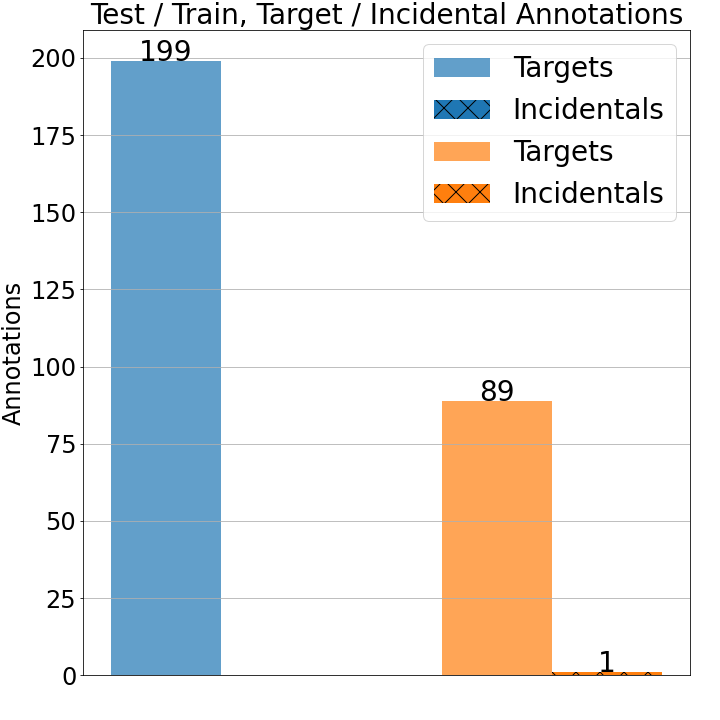 Test / Train, Target / Incidental Annotations
199
200
Targets
175
Incidentals
Targets
150
Incidentals
125
Annotations
100
89
75
50
25
1
0